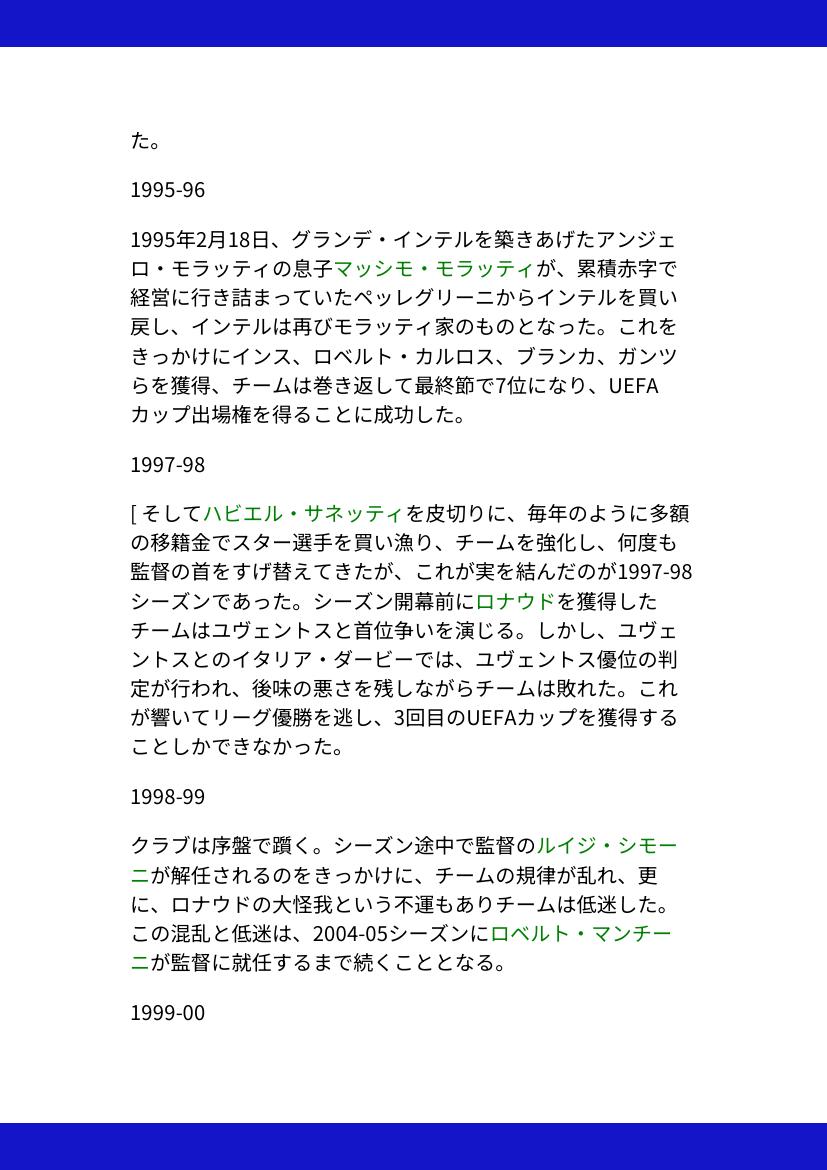 た。
1995-96
1995年2月18日、グランデ・インテルを築きあげたアンジェ
ロ・モラッティの息子マッシモ・モラッティが、累積赤字で
経営に行き詰まっていたペッレグリーニからインテルを買い
戻し、インテルは再びモラッティ家のものとなった。これを
きっかけにインス、ロベルト・カルロス、ブランカ、ガンツ
らを獲得、チームは巻き返して最終節で7位になり、UEFA
カップ出場権を得ることに成功した。
1997-98
[ そしてハビエル・サネッティを皮切りに、毎年のように多額
の移籍金でスター選手を買い漁り、チームを強化し、何度も
監督の首をすげ替えてきたが、これが実を結んだのが1997-98
シーズンであった。シーズン開幕前にロナウドを獲得した
チームはユヴェントスと首位争いを演じる。しかし、ユヴェ
ントスとのイタリア・ダービーでは、ユヴェントス優位の判
定が行われ、後味の悪さを残しながらチームは敗れた。これ
が響いてリーグ優勝を逃し、3回目のUEFAカップを獲得する
ことしかできなかった。
1998-99
クラブは序盤で躓く。シーズン途中で監督のルイジ・シモー
ニが解任されるのをきっかけに、チームの規律が乱れ、更
に、ロナウドの大怪我という不運もありチームは低迷した。
この混乱と低迷は、2004-05シーズンにロベルト・マンチー
ニが監督に就任するまで続くこととなる。
1999-00